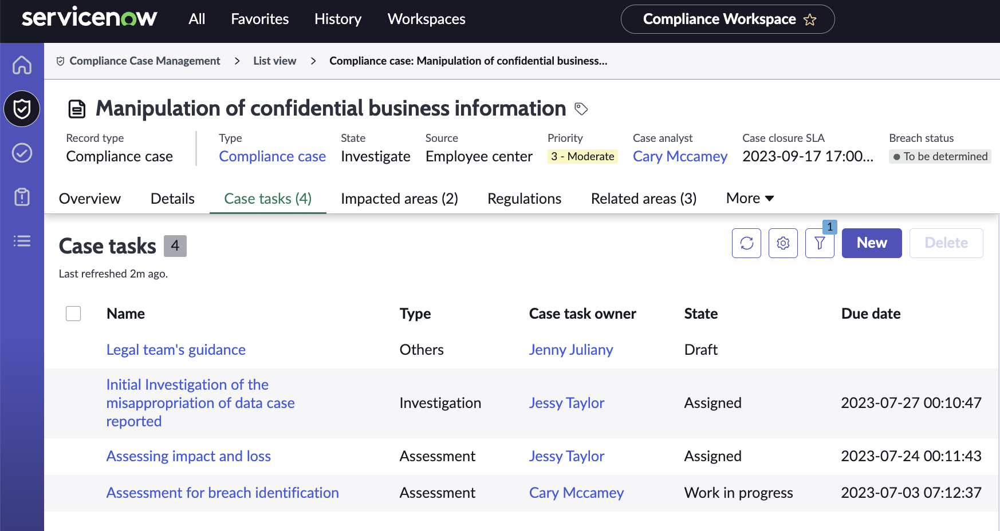 servicenow All Favorites History Workspaces Compliance Workspace
Compliance Case Management > List view > Compliance case: Manipulation of confidential business...
Manipulation of confidential business information
Record type Type State Source Priority Case analyst Case closure SLA Breach status
Compliance case Compliance case Investigate Employee center 3 - Moderate Cary Mccamey 2023-09-17 17:00... To be determined
Overview Details Case tasks (4) Impacted areas (2) Regulations Related areas (3) More
Case tasks 4 1 New Delete
Last refreshed 2m ago.
Name Type Case task owner State Due date
Legal team's guidance Others Jenny Juliany Draft
Initial Investigation of the
misappropriation of data case Investigation Jessy Taylor Assigned 2023-07-27 00:10:47
reported
Assessing impact and loss Assessment Jessy Taylor Assigned 2023-07-24 00:11:43
Assessment for breach identification Assessment Cary Mccamey Work in progress 2023-07-03 07:12:37